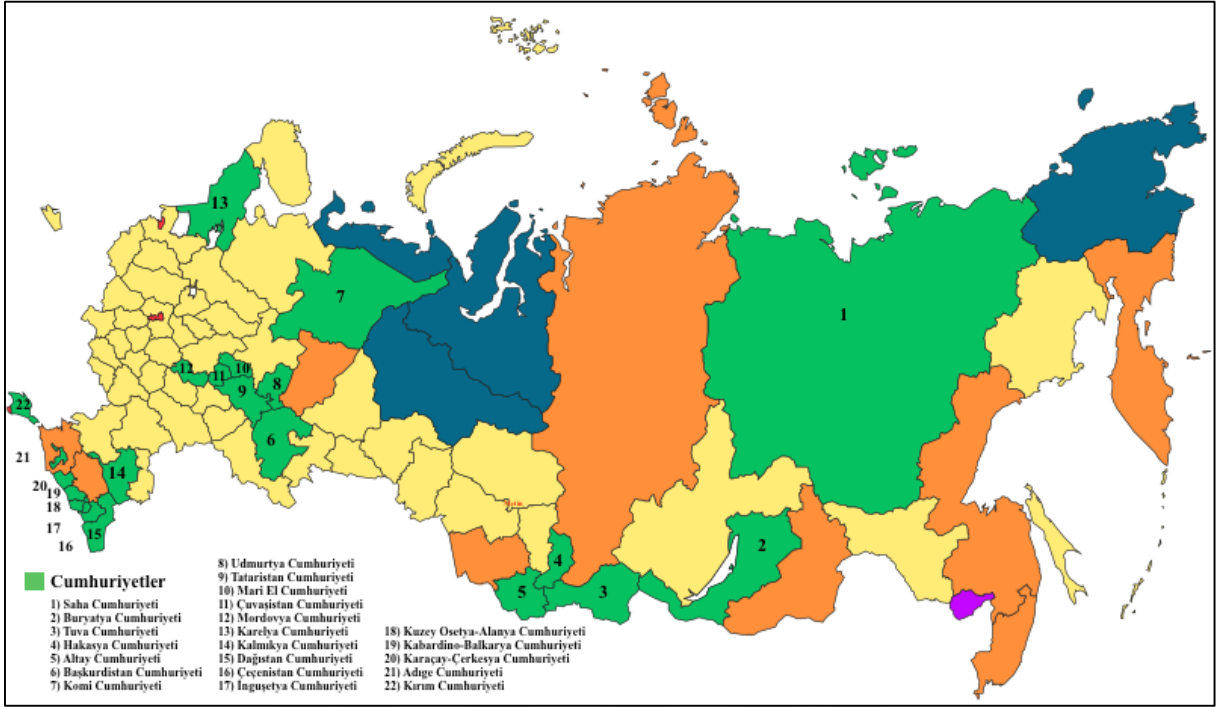 13
7
1
12
10
11
8
9
22
6
21
14
20
19
18
2
17
15
16
4
3
5
Cumhuriyetler
1) Saha Cumhuriyeti
2) Buryatya Cumhuriyeti
3) Tuva Cumhuriyeti
4) Hakasya Cumhuriyeti
5) Altay Cumhuriyeti
6) Başkurdistan Cumhuriyeti
7) Komi Cumhuriyeti
8) Udmurtya Cumhuriyeti
9) Tataristan Cumhuriyeti
10) Mari El Cumhuriyeti
11) Çuvaşistan Cumhuriyeti
12) Mordovya Cumhuriyeti
13) Karelya Cumhuriyeti
14) Kalmıkya Cumhuriyeti
15) Dağıstan Cumhuriyeti
16) Çeçenistan Cumhuriyeti
17) İnguşetya Cumhuriyeti
18) Kuzey Osetya-Alanya Cumhuriyeti
19) Kabardino-Balkarya Cumhuriyeti
20) Karaçay-Çerkesya Cumhuriyeti
21) Adıge Cumhuriyeti
22) Kırım Cumhuriyeti